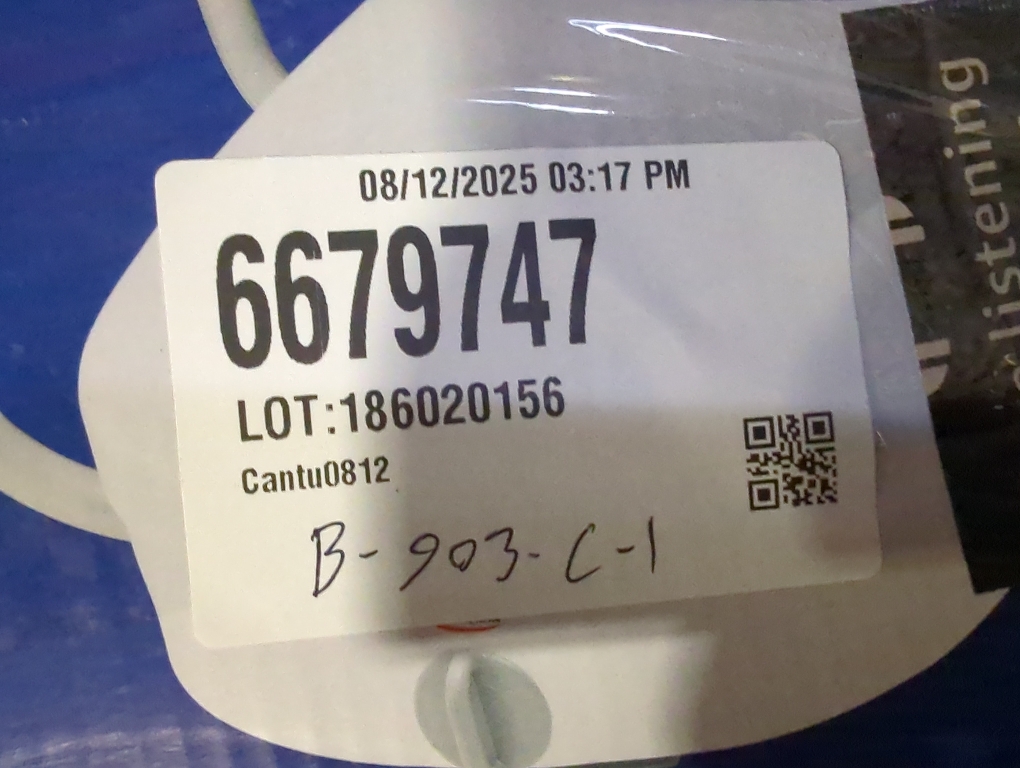 08/12/2025 03:17 PM
6679747
LOT:186020156
Cantu0812
B-903-C-1
listening